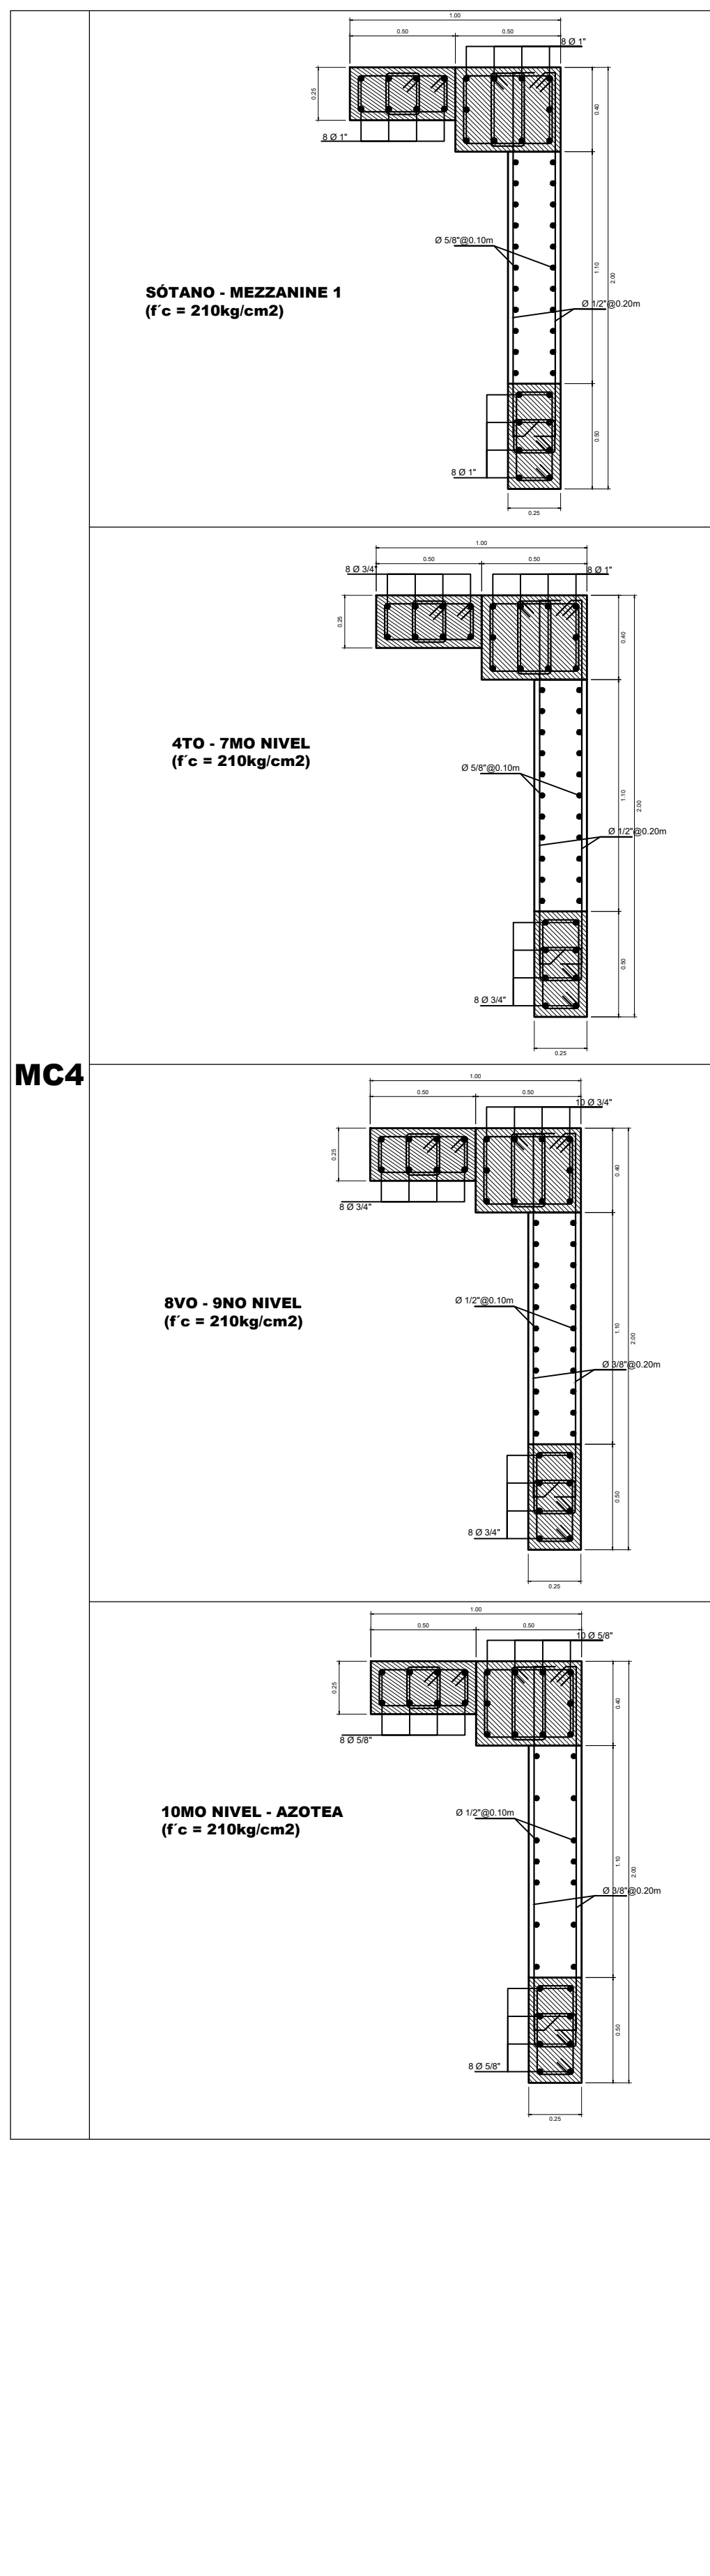 MC4
1.00
0.50
0.50
8 Ø 1"
0.25
0.40
8 Ø 1"
Ø 5/8"@0.10m
1.10
2.00
SÓTANO - MEZZANINE 1
(f´c = 210kg/cm2)
Ø 1/2"@0.20m
0.50
8 Ø 1"
0.25
1.00
0.50
0.50
8 Ø 3/4"
8 Ø 1"
0.25
0.40
4TO - 7MO NIVEL
(f´c = 210kg/cm2)
Ø 5/8"@0.10m
1.10
2.00
Ø 1/2"@0.20m
0.50
8 Ø 3/4"
0.25
1.00
0.50
0.50
10 Ø 3/4"
0.25
0.40
8 Ø 3/4"
8VO - 9NO NIVEL
(f´c = 210kg/cm2)
Ø 1/2"@0.10m
1.10
2.00
Ø 3/8"@0.20m
0.50
8 Ø 3/4"
0.25
1.00
0.50
0.50
10 Ø 5/8"
0.25
0.40
8 Ø 5/8"
10MO NIVEL - AZOTEA
(f´c = 210kg/cm2)
Ø 1/2"@0.10m
1.10
2.00
Ø 3/8"@0.20m
0.50
8 Ø 5/8"
0.25